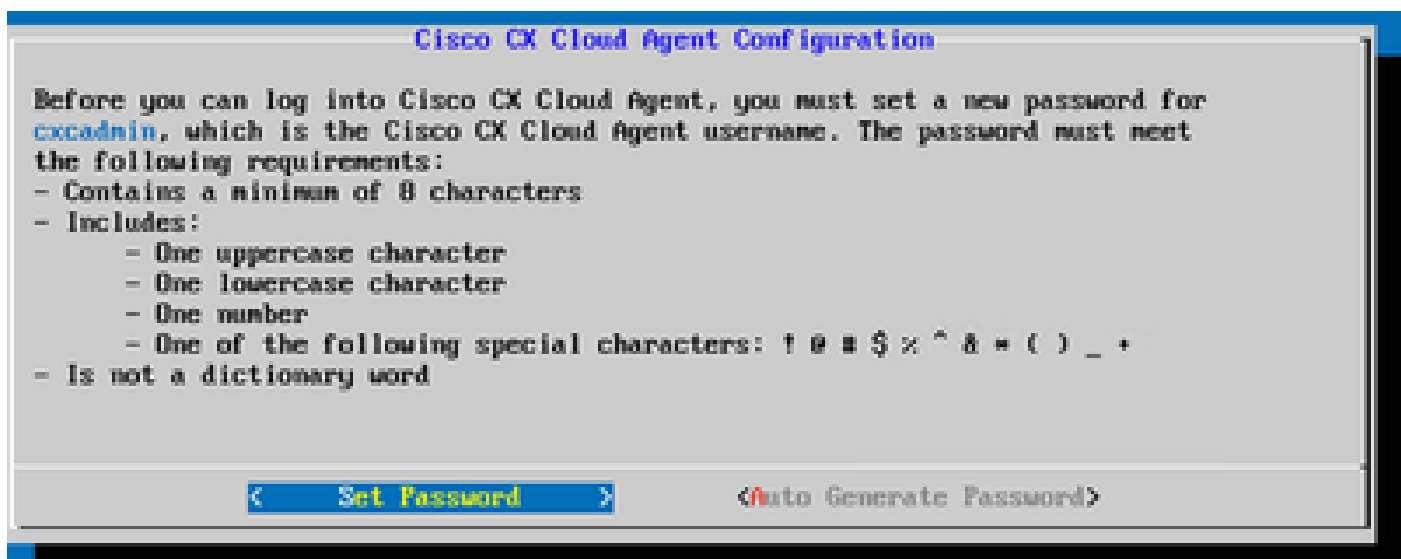 Cisco CX Cloud Agent Configuration
Before you can log into Cisco CX Cloud Agent, you must set a new password for
cxcadmin, which is the Cisco CX Cloud Agent username. The password must meet
the following requirements:
- Contains a minimum of 8 characters
- Includes:
- One uppercase character
- One lowercase character
- One number
- One of the following special characters: ! @ # $ % ^ & * ( ) _ +
- Is not a dictionary word
< Set Password > <Auto Generate Password>